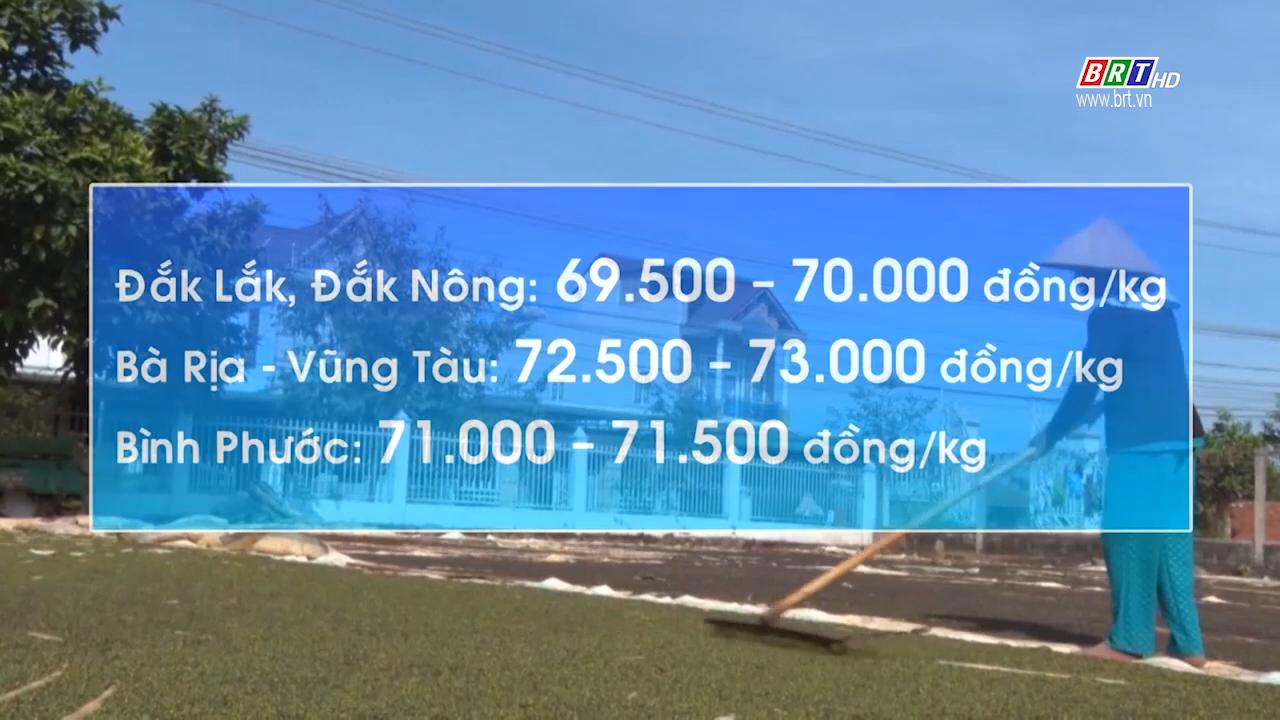 BRT HD
www.brt.vn
Đắk Lắk, Đắk Nông: 69.500 – 70.000 đồng/kg
Bà Rịa - Vũng Tàu: 72.500 – 73.000 đồng/kg
Bình Phước: 71.000 – 71.500 đồng/kg